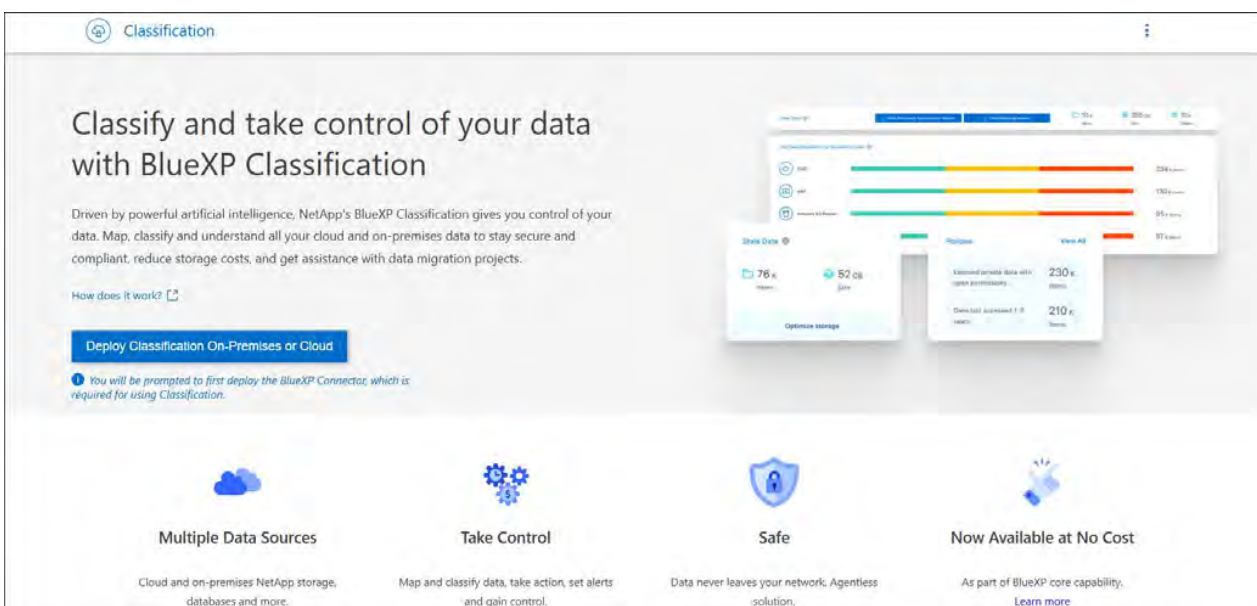 Classification
Classify and take control of your data
with BlueXP Classification
Driven by powerful artificial intelligence, NetApp's BlueXP Classification gives you control of your
data. Map, classify and understand all your cloud and on-premises data to stay secure and
compliant, reduce storage costs, and get assistance with data migration projects.
How does it work?
Deploy Classification On-Premises or Cloud
You will be prompted to first deploy the BlueXP Connector, which is
required for using Classification.
Stale Data
76 K
52 GB
Optimize storage
Policies View All
230 K
210 K
Multiple Data Sources
Cloud and on-premises NetApp storage,
databases and more.
Take Control
Map and classify data, take action, set alerts
and gain control.
Safe
Data never leaves your network. Agentless
solution.
Now Available at No Cost
As part of BlueXP core capability.
Learn more